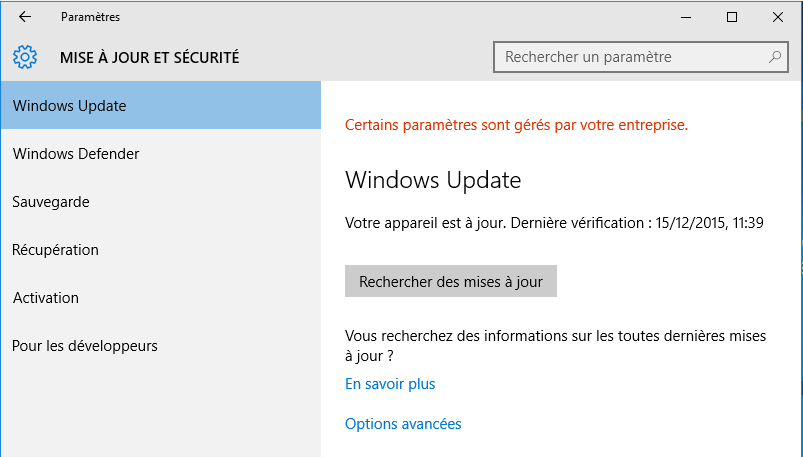 Paramètres
MISE À JOUR ET SÉCURITÉ
Rechercher un paramètre
Windows Update
Windows Defender
Sauvegarde
Récupération
Activation
Pour les développeurs
Certains paramètres sont gérés par votre entreprise.
Windows Update
Votre appareil est à jour. Dernière vérification : 15/12/2015, 11:39
Rechercher des mises à jour
Vous recherchez des informations sur les toutes dernières mises
à jour ?
En savoir plus
Options avancées